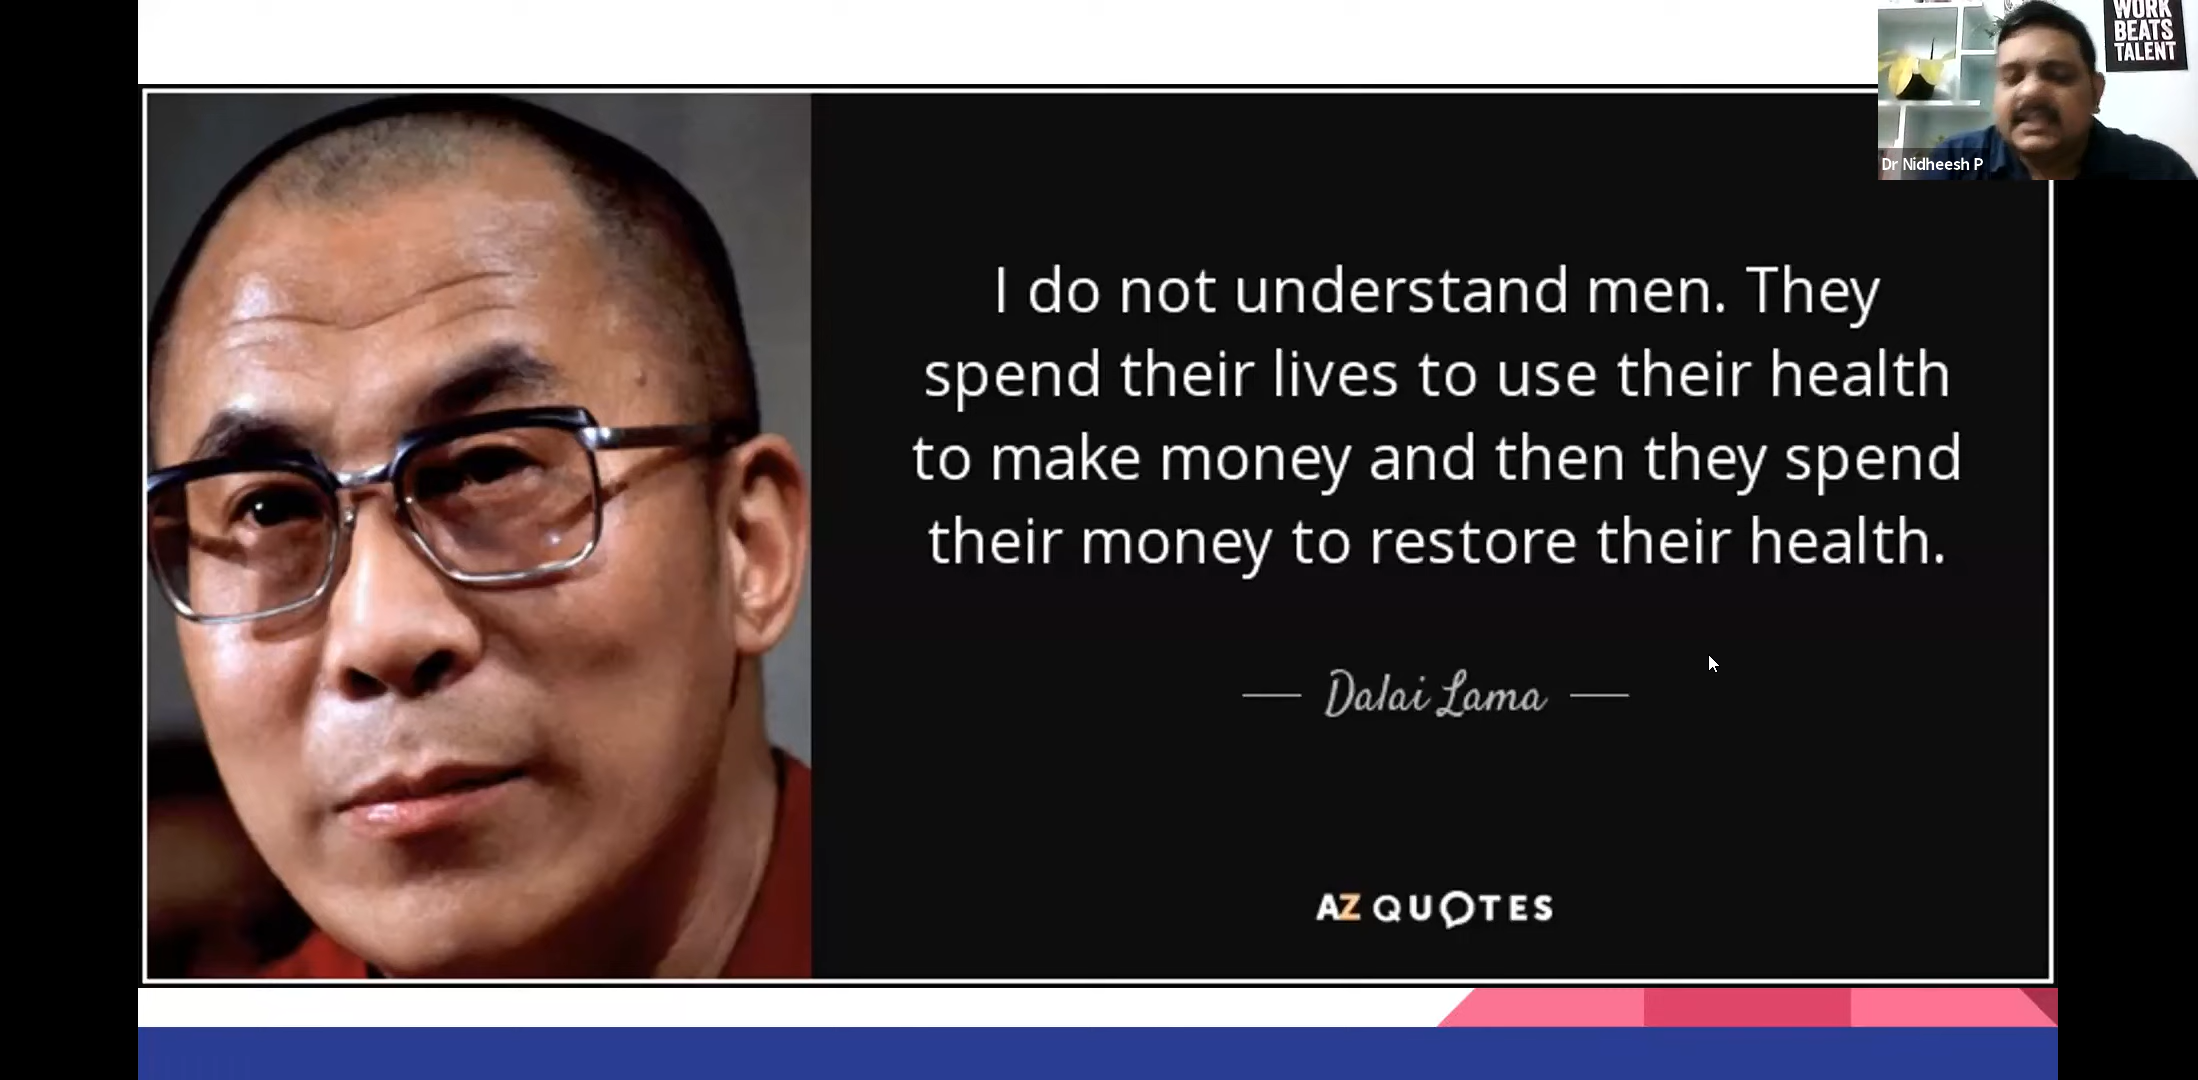 WORK
BEATS
TALENT
Dr Nidheesh P
I do not understand men. They
spend their lives to use their health
to make money and then they spend
their money to restore their health.
Dalai Lama
AZ QUOTES